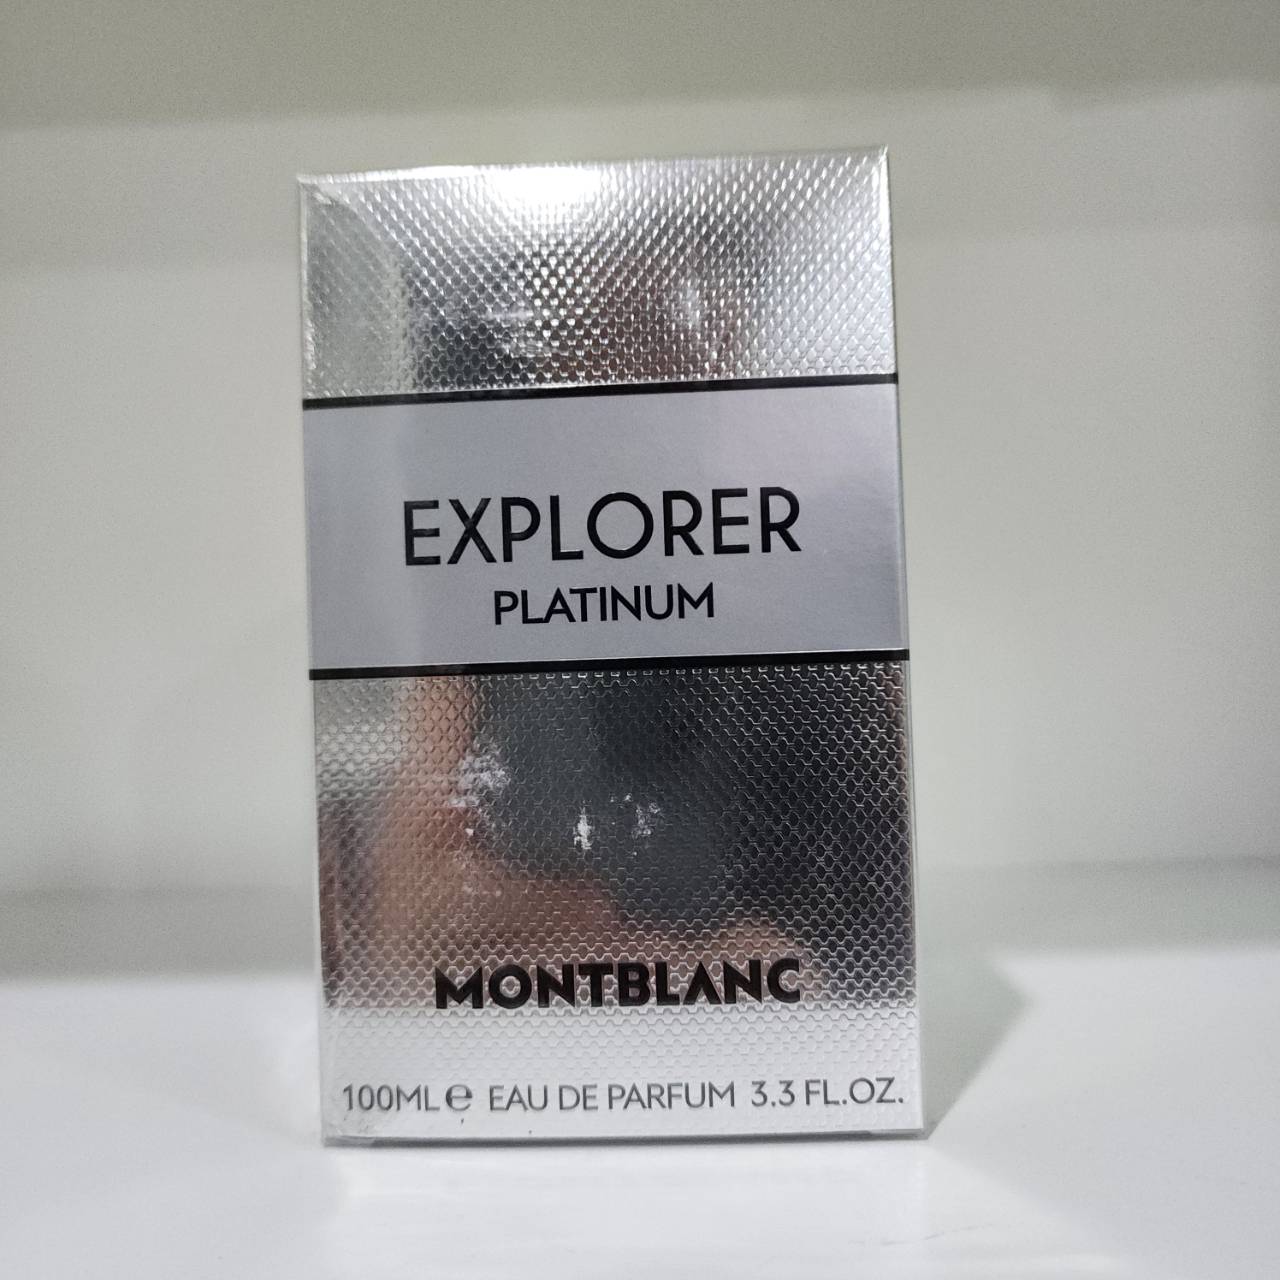 EXPLORER
PLATINUM
MONTBLANC
100ML ℮ EAU DE PARFUM 3.3 FL.OZ.